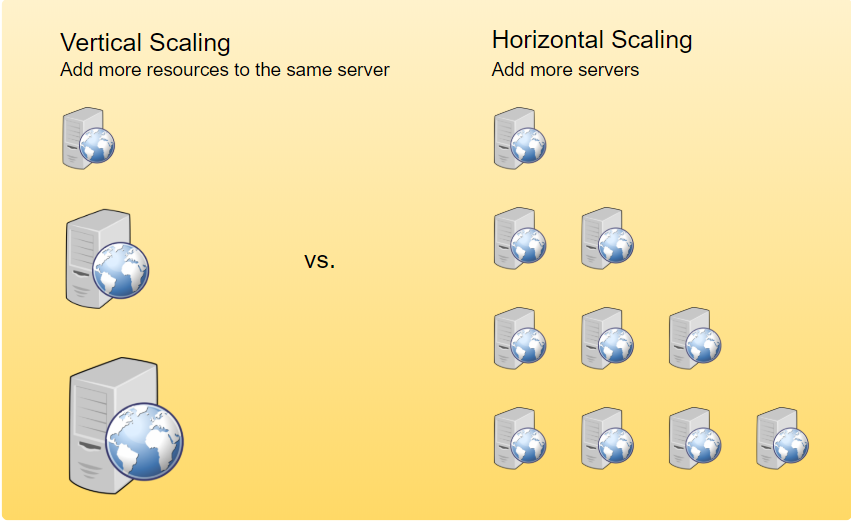 Vertical Scaling
Add more resources to the same server
vs.
Horizontal Scaling
Add more servers